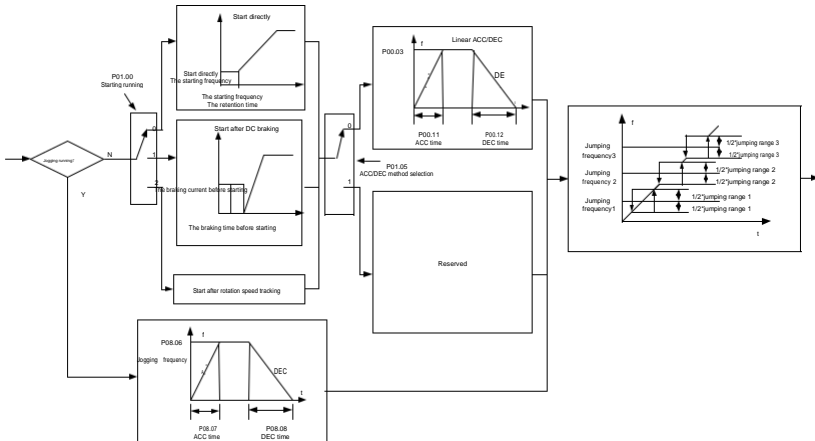 Start directly
Start directly
The starting frequency
The starting frequency
The retention time
P01.00
Starting running
Jogging running?
N
Y
0
1
2
Start after DC braking
The braking current before starting
The braking time before starting
Start after rotation speed tracking
0
1
P01.05
ACC/DEC method selection
Linear ACC/DEC
P00.03
f
DE
P00.11
ACC time
P00.12
DEC time
Reserved
P08.06
Jogging frequency
f
DEC
t
P08.07
ACC time
P08.08
DEC time
f
Jumping
frequency3
1/2*jumping range 3
1/2*jumping range 3
Jumping
frequency 2
1/2*jumping range 2
1/2*jumping range 2
Jumping
frequency1
1/2*jumping range 1
1/2*jumping range 1
t